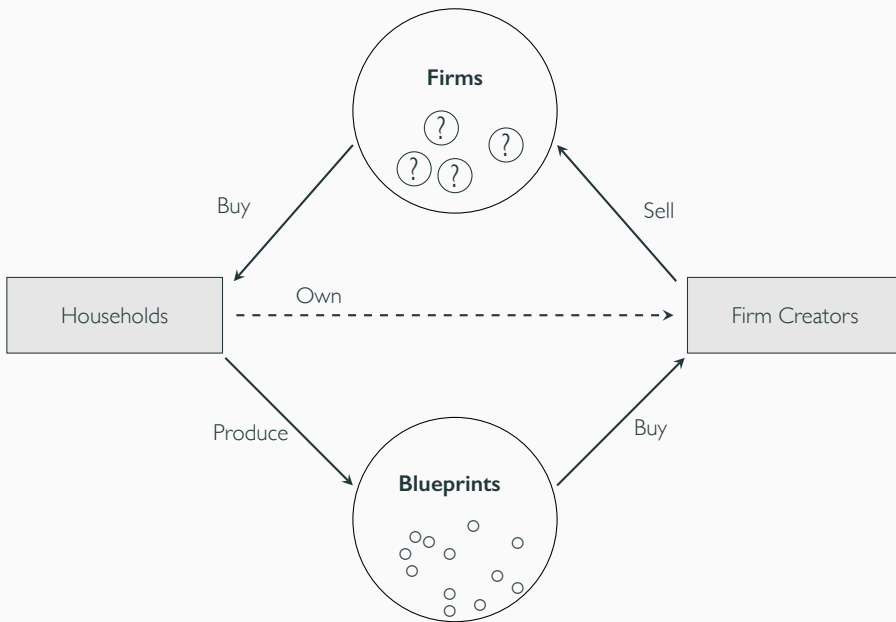 Firms
?
?
?
?
Buy
Sell
Own
Households
Firm Creators
Produce
Buy
Blueprints